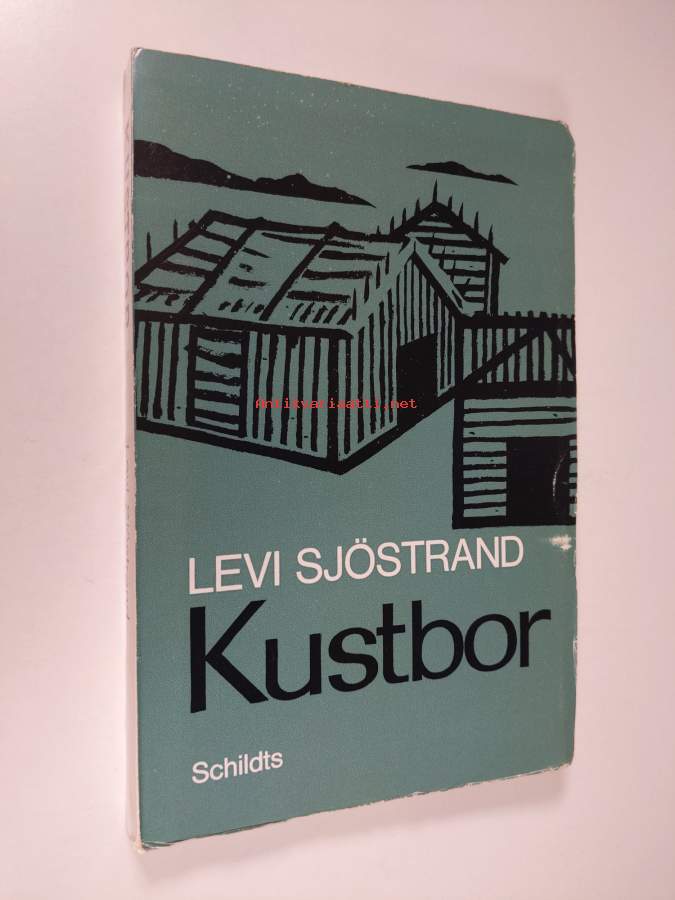 Antikvariaatti.net
LEVI SJÖSTRAND
Kustbor
Schildts